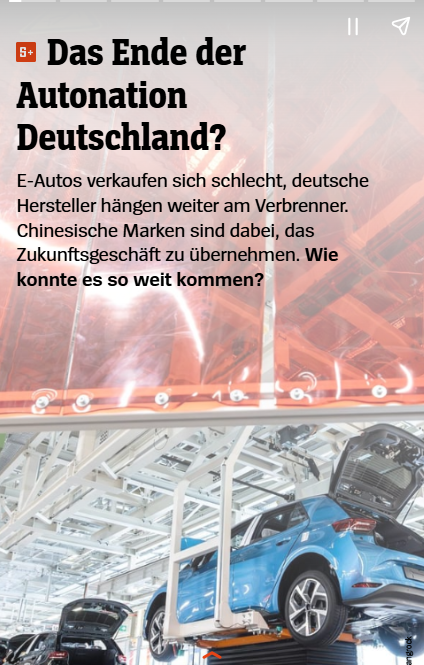 S+ Das Ende der
Autonation
Deutschland?
E-Autos verkaufen sich schlecht, deutsche
Hersteller hängen weiter am Verbrenner.
Chinesische Marken sind dabei, das
Zukunftsgeschäft zu übernehmen. Wie
konnte es so weit kommen?